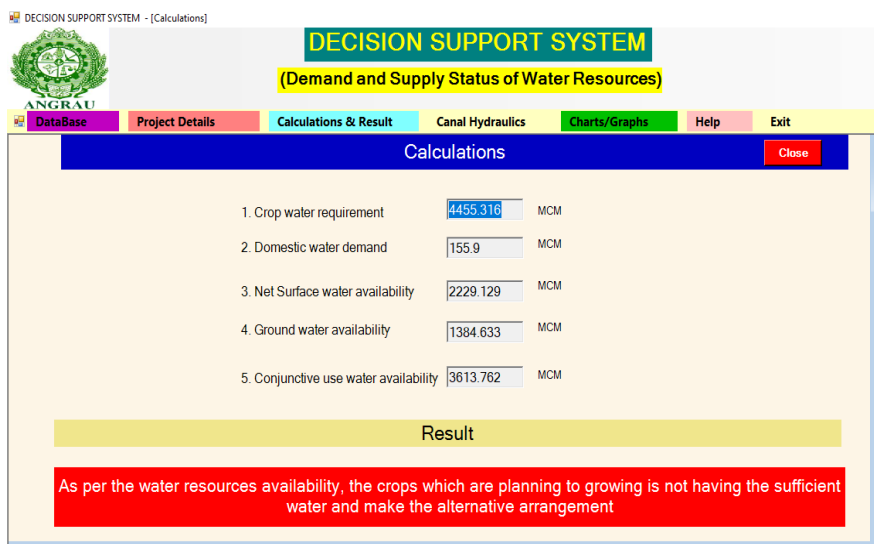 DECISION SUPPORT SYSTEM - [Calculations]
DECISION SUPPORT SYSTEM
(Demand and Supply Status of Water Resources)
ANGRAU
DataBase Project Details Calculations & Result Canal Hydraulics Charts/Graphs Help Exit
Calculations Close
1. Crop water requirement 4455.316 MCM
2. Domestic water demand 155.9 MCM
3. Net Surface water availability 2229.129 MCM
4. Ground water availability 1384.633 MCM
5. Conjunctive use water availability 3613.762 MCM
Result
As per the water resources availability, the crops which are planning to growing is not having the sufficient
water and make the alternative arrangement